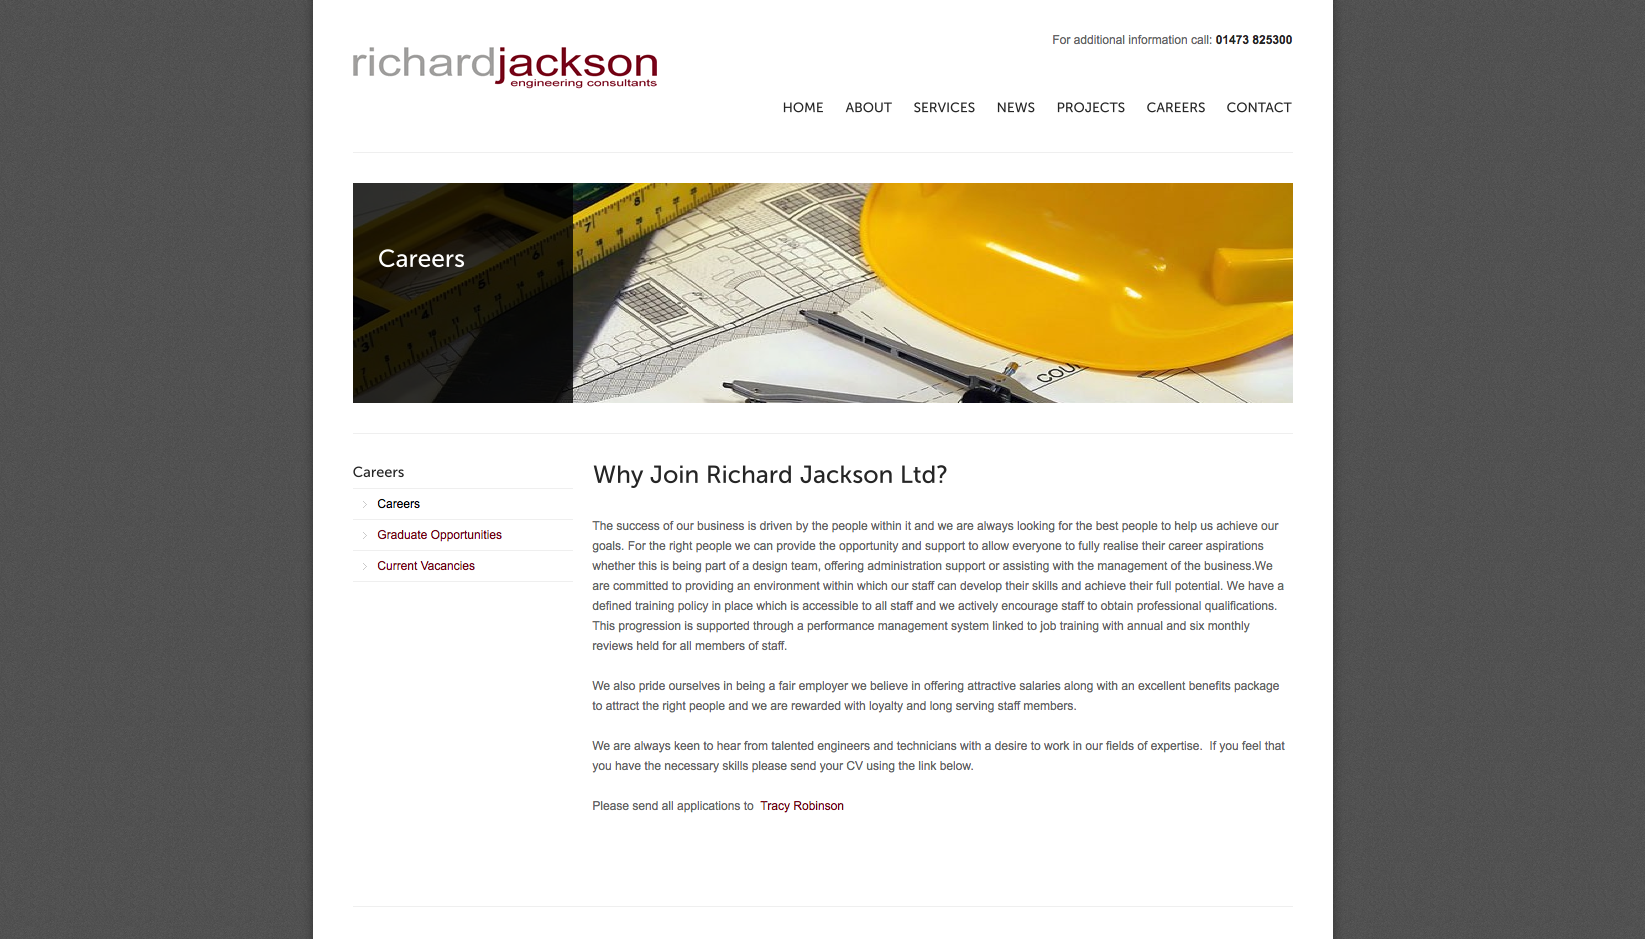 For additional information call: 01473 825300
richardjackson
engineering consultants
HOME ABOUT SERVICES NEWS PROJECTS CAREERS CONTACT
Careers
COU
Careers
Careers
Graduate Opportunities
Current Vacancies
Why Join Richard Jackson Ltd?
The success of our business is driven by the people within it and we are always looking for the best people to help us achieve our
goals. For the right people we can provide the opportunity and support to allow everyone to fully realise their career aspirations
whether this is being part of a design team, offering administration support or assisting with the management of the business.We
are committed to providing an environment within which our staff can develop their skills and achieve their full potential. We have a
defined training policy in place which is accessible to all staff and we actively encourage staff to obtain professional qualifications.
This progression is supported through a performance management system linked to job training with annual and six monthly
reviews held for all members of staff.
We also pride ourselves in being a fair employer we believe in offering attractive salaries along with an excellent benefits package
to attract the right people and we are rewarded with loyalty and long serving staff members.
We are always keen to hear from talented engineers and technicians with a desire to work in our fields of expertise.  If you feel that
you have the necessary skills please send your CV using the link below.
Please send all applications to  Tracy Robinson